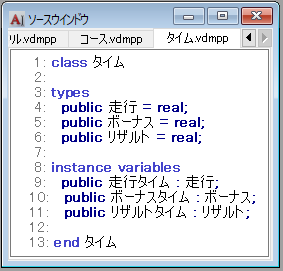 ソースウィンドウ
ル.vdmpp コース.vdmpp タイム.vdmpp
1: class タイム
2:
3: types
4: public 走行 = real;
5: public ボーナス = real;
6: public リザルト = real;
7:
8: instance variables
9: public 走行タイム : 走行;
10: public ボーナスタイム : ボーナス;
11: public リザルトタイム : リザルト;
12:
13: end タイム